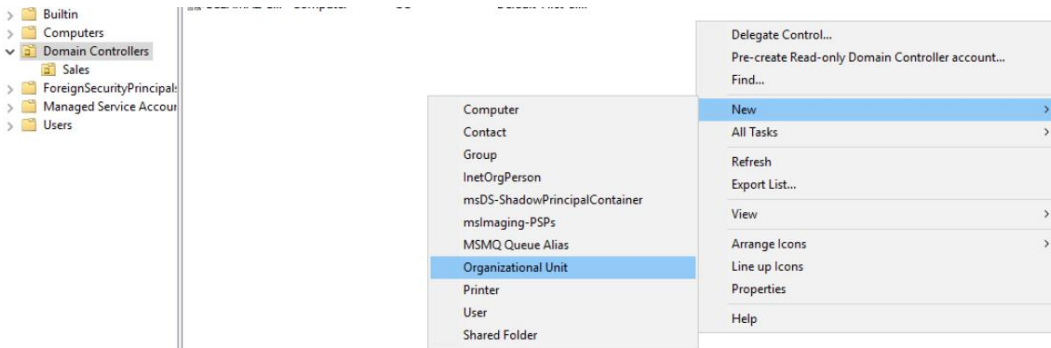 Builtin
Computers
Domain Controllers
Sales
ForeignSecurityPrincipals
Managed Service Accour
Users
Delegate Control...
Pre-create Read-only Domain Controller account...
Find...
New
All Tasks
Refresh
Export List...
View
Arrange Icons
Line up Icons
Properties
Help
Computer
Contact
Group
InetOrgPerson
msDS-ShadowPrincipalContainer
msImaging-PSPs
MSMQ Queue Alias
Organizational Unit
Printer
User
Shared Folder